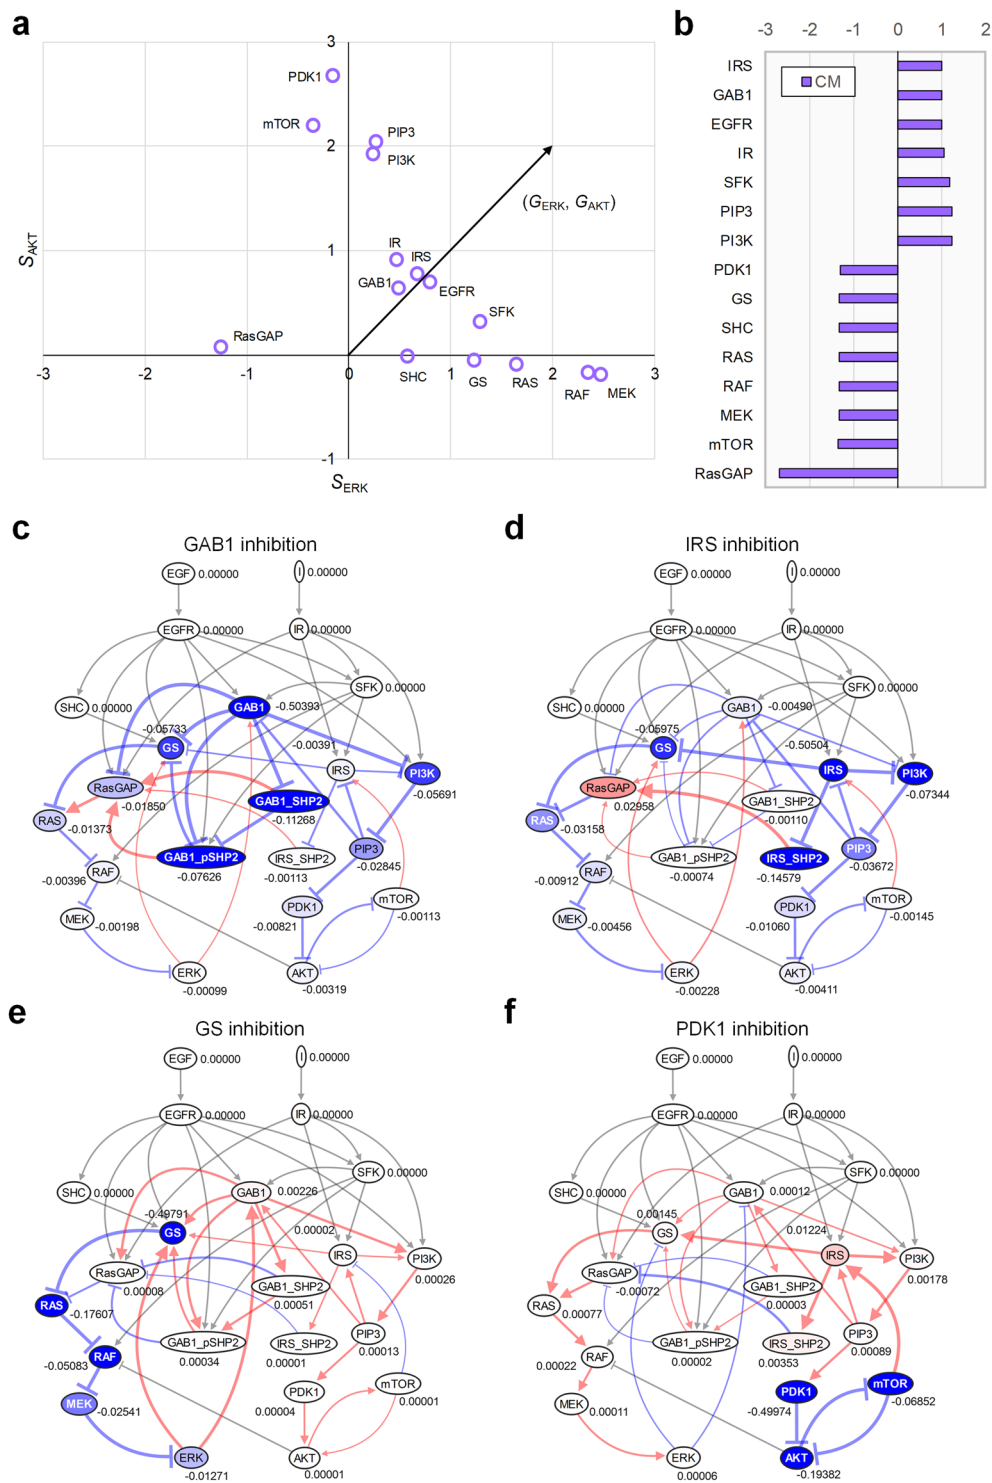 a
3
2
1
-1
-3
-2
-1
0
1
2
3
S_AKT
S_ERK
PDK1
mTOR
PIP3
PI3K
(G_ERK, G_AKT)
IR
IRS
GAB1
EGFR
SFK
RasGAP
SHC
GS
RAS
RAF
MEK
b
-3 -2 -1 0 1 2
CM
IRS
GAB1
EGFR
IR
SFK
PIP3
PI3K
PDK1
GS
SHC
RAS
RAF
MEK
mTOR
RasGAP
c
GAB1 inhibition
EGF 0.00000
I 0.00000
EGFR 0.00000
IR 0.00000
SFK 0.00000
SHC 0.00000
GAB1 -0.50393
-0.05733
GS
-0.00391
IRS
PI3K
-0.05691
RasGAP
-0.01850
GAB1_SHP2
-0.11268
RAS
-0.01373
GAB1_pSHP2
-0.07626
IRS_SHP2
-0.00113
PIP3
-0.02845
RAF
-0.00396
MEK
-0.00198
PDK1
-0.00821
mTOR
-0.00113
ERK
-0.00099
AKT
-0.00319
d
IRS inhibition
EGF 0.00000
I 0.00000
EGFR 0.00000
IR 0.00000
SFK 0.00000
SHC 0.00000
GAB1 -0.00490
-0.05975
GS
-0.50504
IRS
PI3K
-0.07344
RasGAP
0.02958
GAB1_SHP2
-0.00110
RAS
-0.03158
GAB1_pSHP2
-0.00074
IRS_SHP2
-0.14579
PIP3
-0.03672
RAF
-0.00912
MEK
-0.00456
PDK1
-0.01060
mTOR
-0.00145
ERK
-0.00228
AKT
-0.00411
e
GS inhibition
EGF 0.00000
I 0.00000
EGFR 0.00000
IR 0.00000
SFK 0.00000
SHC 0.00000
GAB1 0.00226
-0.49791
GS
0.00002
IRS
PI3K
0.00026
RasGAP
0.00008
GAB1_SHP2
0.00051
RAS
-0.17607
GAB1_pSHP2
0.00034
IRS_SHP2
0.00001
PIP3
0.00013
RAF
-0.05083
MEK
-0.02541
PDK1
0.00004
mTOR
0.00001
ERK
-0.01271
AKT
0.00001
f
PDK1 inhibition
EGF 0.00000
I 0.00000
EGFR 0.00000
IR 0.00000
SFK 0.00000
SHC 0.00000
GAB1 0.00012
0.00145
GS
0.01224
IRS
PI3K
0.00178
RasGAP
-0.00072
GAB1_SHP2
0.00003
RAS
0.00077
GAB1_pSHP2
0.00002
IRS_SHP2
0.00353
PIP3
0.00089
RAF
0.00022
MEK
0.00011
PDK1
-0.49974
mTOR
-0.06852
ERK
0.00006
AKT
-0.19382